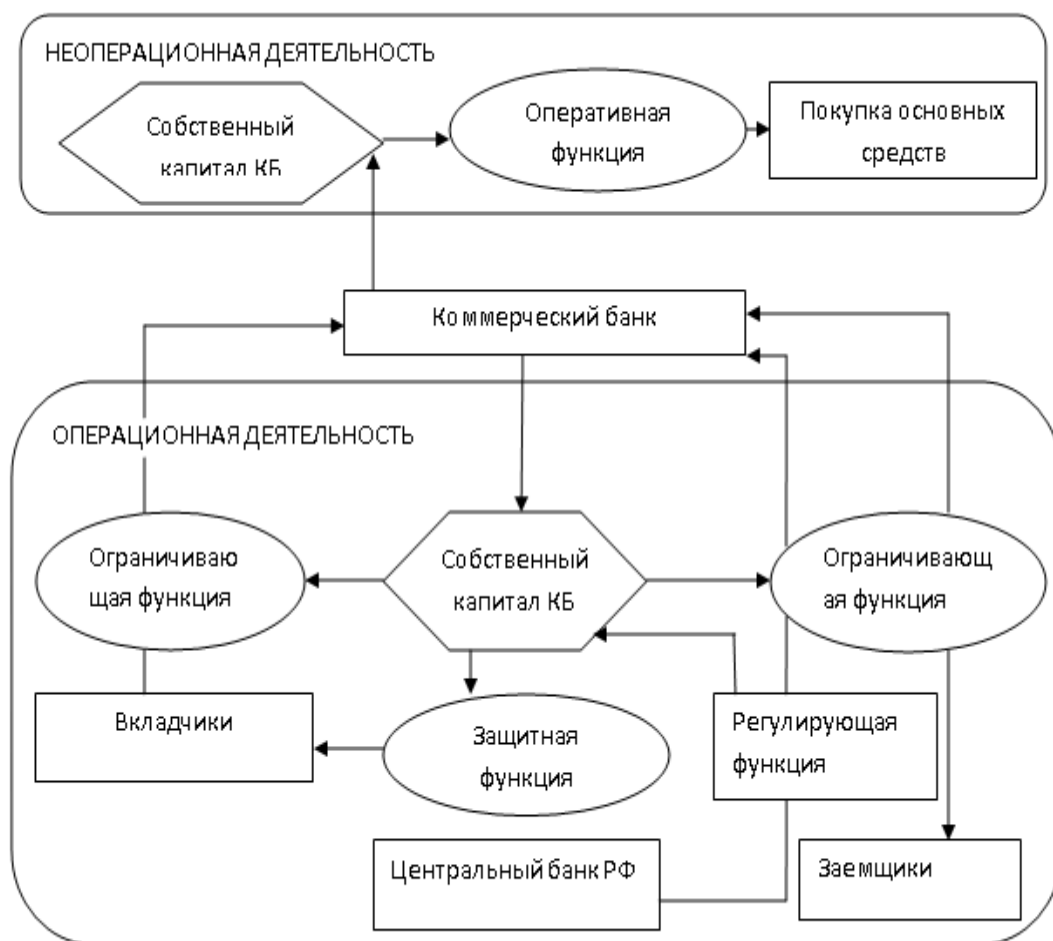 НЕОПЕРАЦИОННАЯ ДЕЯТЕЛЬНОСТЬ
Собственный
капитал КБ
Оперативная
функция
Покупка основных
средств
Коммерческий банк
ОПЕРАЦИОННАЯ ДЕЯТЕЛЬНОСТЬ
Ограничиваю
щая функция
Собственный
капитал КБ
Ограничивающ
ая функция
Вкладчики
Защитная
функция
Регулирующая
функция
Центральный банк РФ
Заемщики